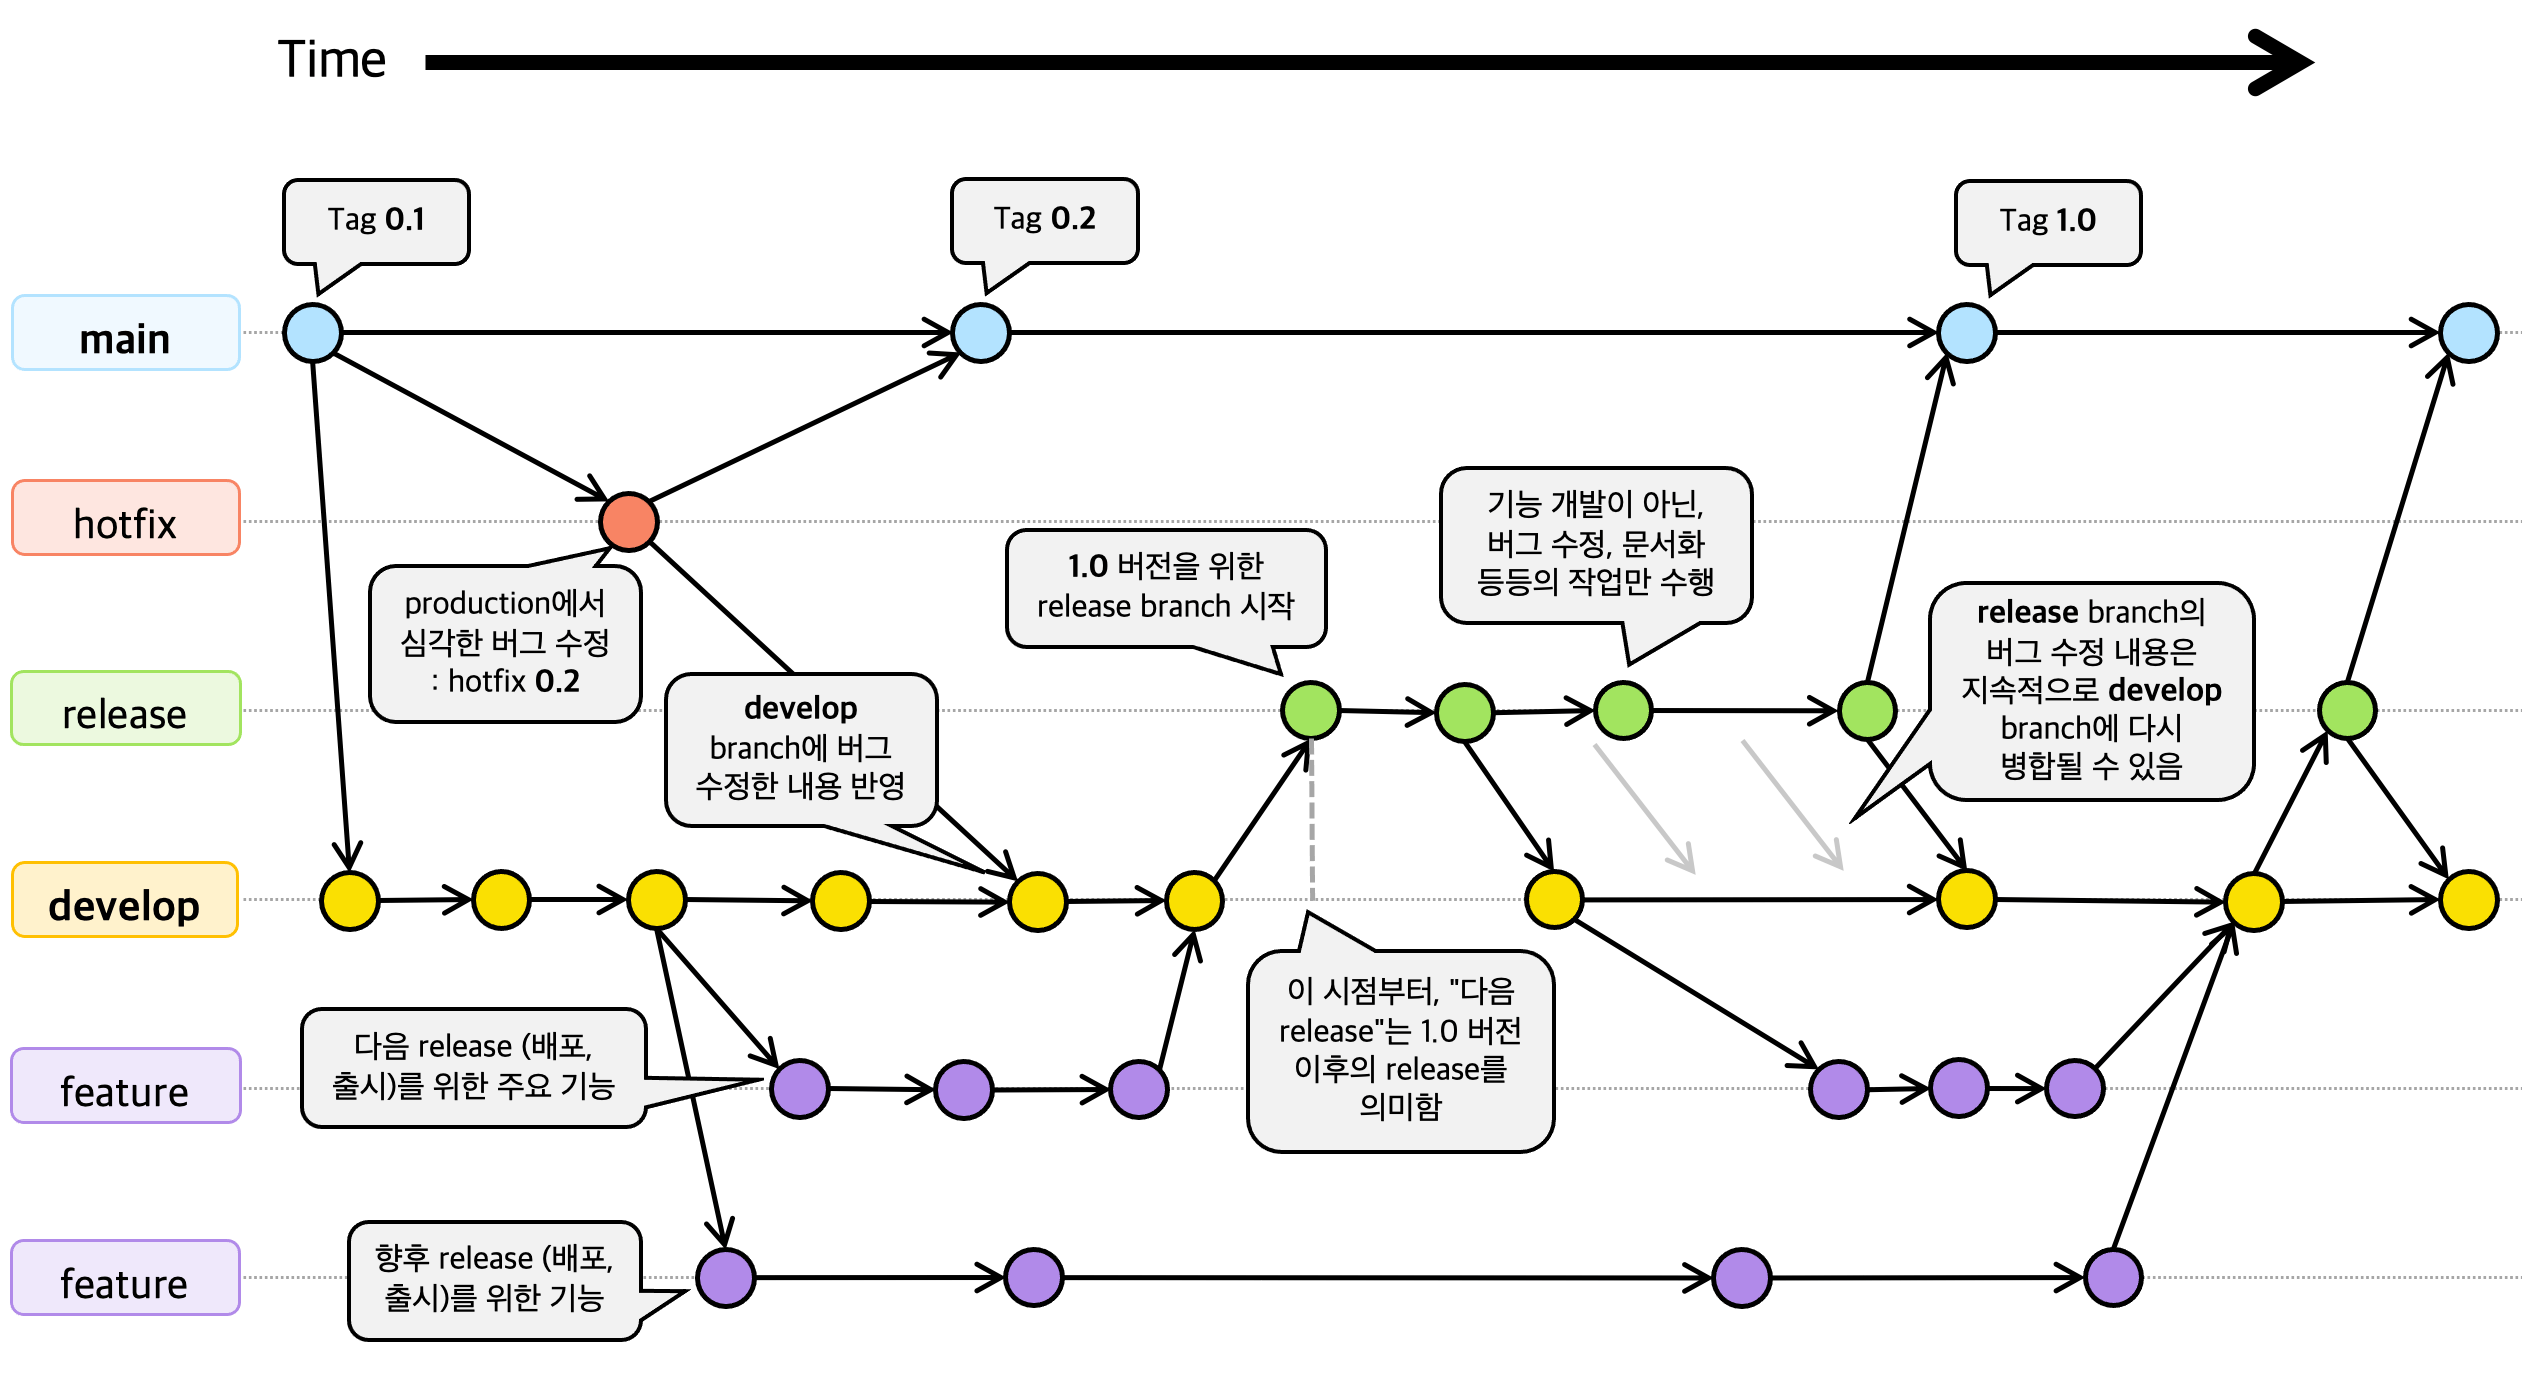 Time
Tag 0.1
Tag 0.2
Tag 1.0
main
hotfix
production에서
심각한 버그 수정
: hotfix 0.2
1.0 버전을 위한
release branch 시작
기능 개발이 아닌,
버그 수정, 문서화
등등의 작업만 수행
release branch의
버그 수정 내용은
지속적으로 develop
branch에 다시
병합될 수 있음
release
develop
branch에 버그
수정한 내용 반영
develop
이 시점부터, "다음
release"는 1.0 버전
이후의 release를
의미함
다음 release (배포,
출시)를 위한 주요 기능
feature
향후 release (배포,
출시)를 위한 기능
feature